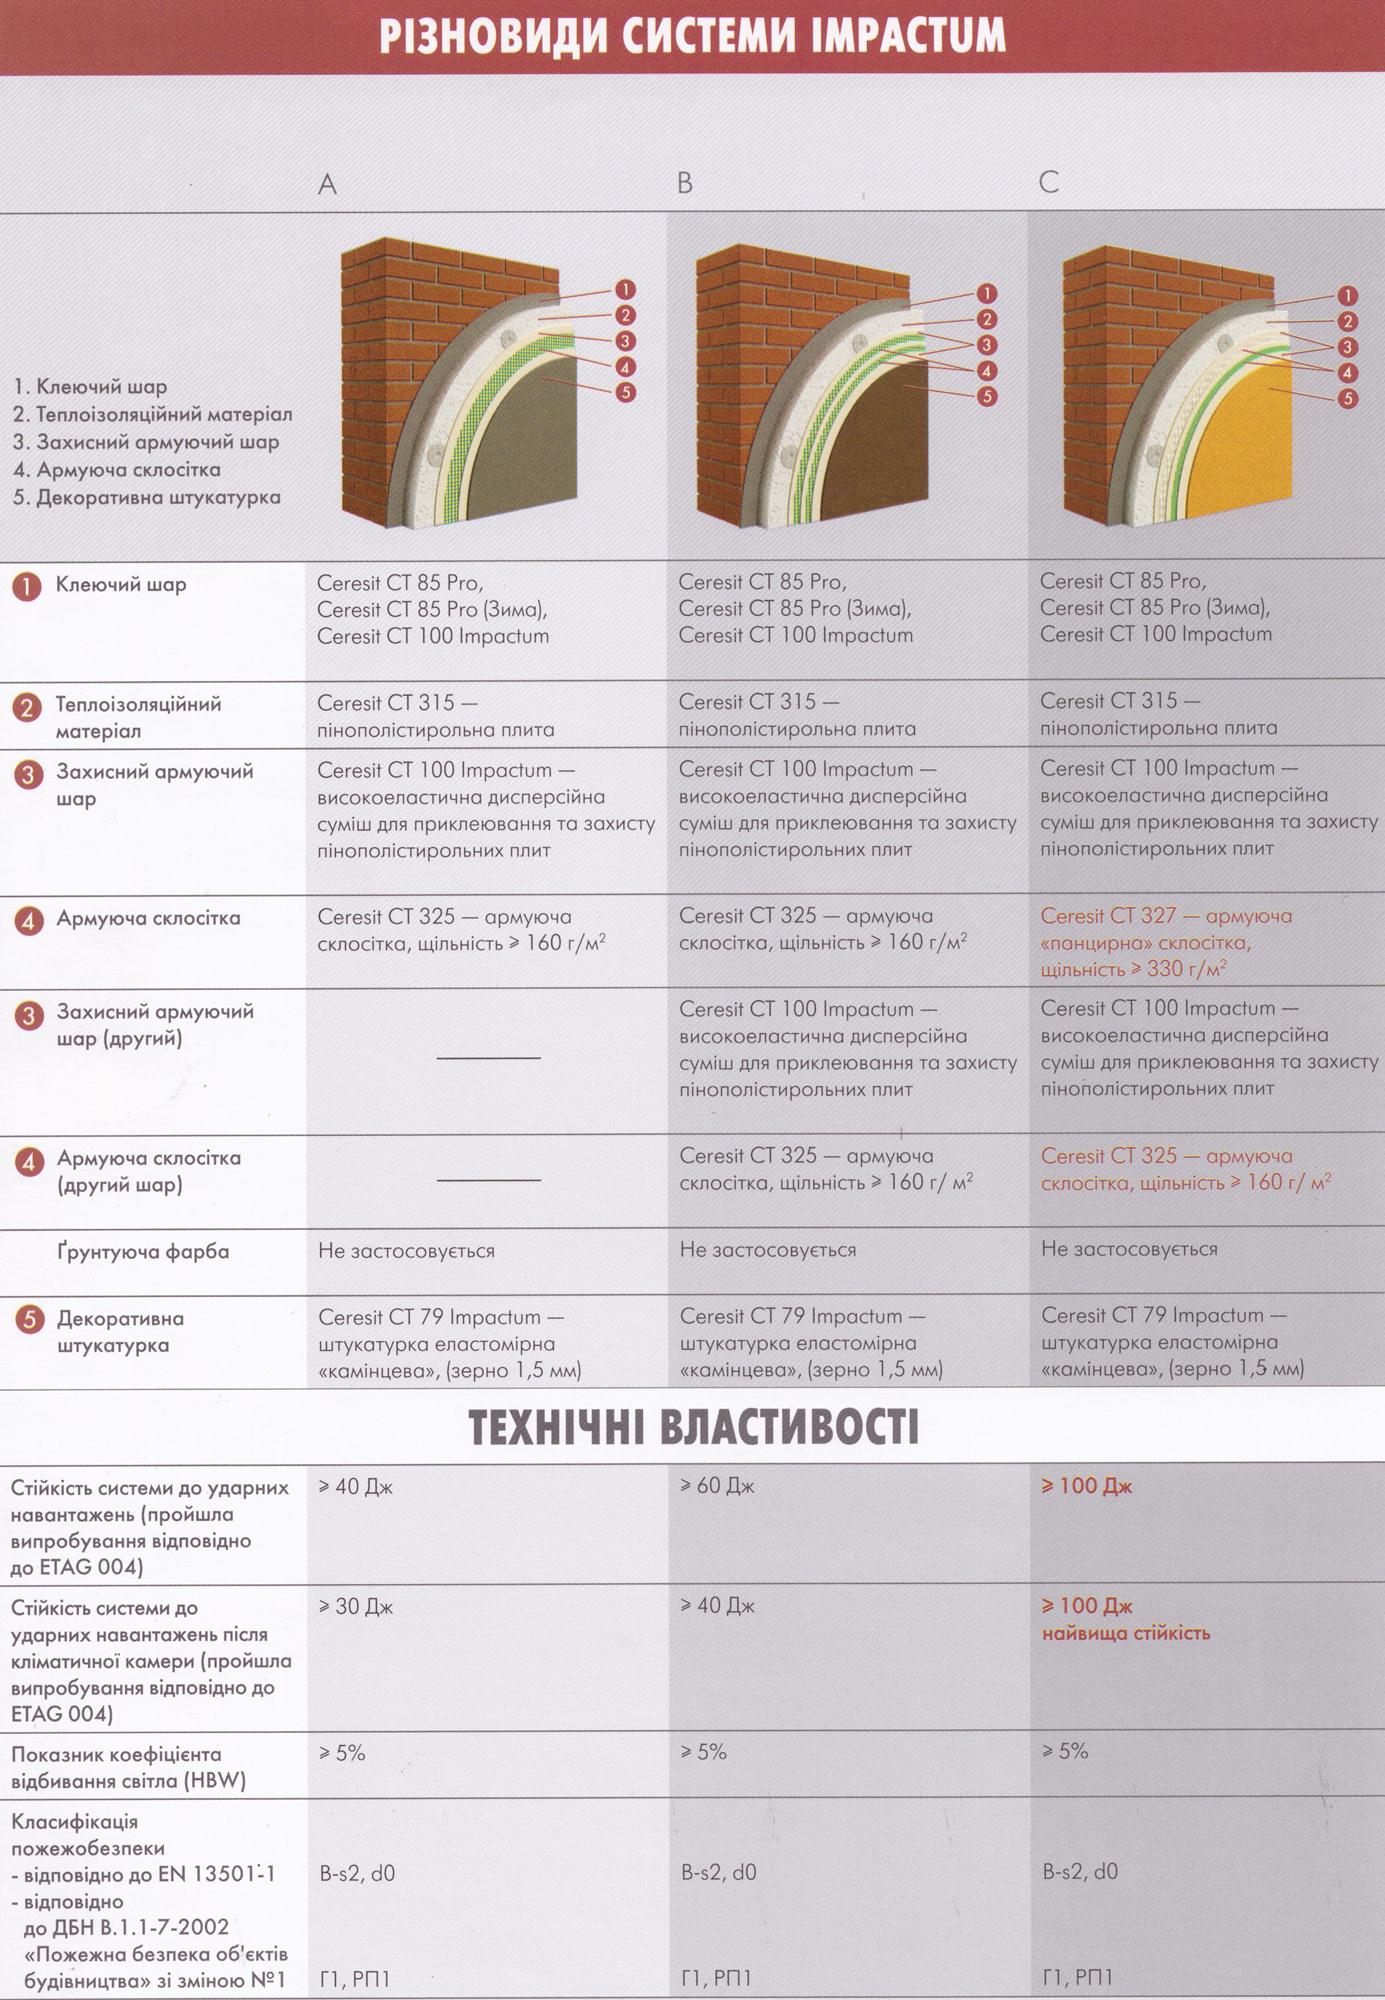 РІЗНОВИДИ СИСТЕМИ IMPACTUM
A
B
C
1
2
3
4
5
1
2
3
4
5
1
2
3
4
5
1. Клеючий шар
2. Теплоізоляційний матеріал
3. Захисний армуючий шар
4. Армуюча склосітка
5. Декоративна штукатурка
1 Клеючий шар
Ceresit CT 85 Pro,
Ceresit CT 85 Pro (Зима),
Ceresit CT 100 Impactum
Ceresit CT 85 Pro,
Ceresit CT 85 Pro (Зима),
Ceresit CT 100 Impactum
Ceresit CT 85 Pro,
Ceresit CT 85 Pro (Зима),
Ceresit CT 100 Impactum
2 Теплоізоляційний
матеріал
Ceresit CT 315 —
пінополістирольна плита
Ceresit CT 315 —
пінополістирольна плита
Ceresit CT 315 —
пінополістирольна плита
3 Захисний армуючий
шар
Ceresit CT 100 Impactum —
високоеластична дисперсійна
суміш для приклеювання та захисту
пінополістирольних плит
Ceresit CT 100 Impactum —
високоеластична дисперсійна
суміш для приклеювання та захисту
пінополістирольних плит
Ceresit CT 100 Impactum —
високоеластична дисперсійна
суміш для приклеювання та захисту
пінополістирольних плит
4 Армуюча склосітка
Ceresit CT 325 — армуюча
склосітка, щільність ⩾ 160 г/м²
Ceresit CT 325 — армуюча
склосітка, щільність ⩾ 160 г/м²
Ceresit CT 327 — армуюча
«панцирна» склосітка,
щільність ⩾ 330 г/м²
3 Захисний армуючий
шар (другий)
Ceresit CT 100 Impactum —
високоеластична дисперсійна
суміш для приклеювання та захисту
пінополістирольних плит
Ceresit CT 100 Impactum —
високоеластична дисперсійна
суміш для приклеювання та захисту
пінополістирольних плит
4 Армуюча склосітка
(другий шар)
Ceresit CT 325 — армуюча
склосітка, щільність ⩾ 160 г/ м²
Ceresit CT 325 — армуюча
склосітка, щільність ⩾ 160 г/ м²
Ґрунтуюча фарба
Не застосовується
Не застосовується
Не застосовується
5 Декоративна
штукатурка
Ceresit CT 79 Impactum —
штукатурка еластомірна
«камінцева», (зерно 1,5 мм)
Ceresit CT 79 Impactum —
штукатурка еластомірна
«камінцева», (зерно 1,5 мм)
Ceresit CT 79 Impactum —
штукатурка еластомірна
«камінцева», (зерно 1,5 мм)
ТЕХНІЧНІ ВЛАСТИВОСТІ
Стійкість системи до ударних
навантажень (пройшла
випробування відповідно
до ETAG 004)
⩾ 40 Дж
⩾ 60 Дж
⩾ 100 Дж
Стійкість системи до
ударних навантажень після
кліматичної камери (пройшла
випробування відповідно до
ETAG 004)
⩾ 30 Дж
⩾ 40 Дж
⩾ 100 Дж
найвища стійкість
Показник коефіцієнта
відбивання світла (HBW)
⩾ 5%
⩾ 5%
⩾ 5%
Класифікація
пожежобезпеки
- відповідно до EN 13501-1
B-s2, d0
B-s2, d0
B-s2, d0
- відповідно
до ДБН В.1.1-7-2002
«Пожежна безпека об'єктів
будівництва» зі зміною №1
Г1, РП1
Г1, РП1
Г1, РП1